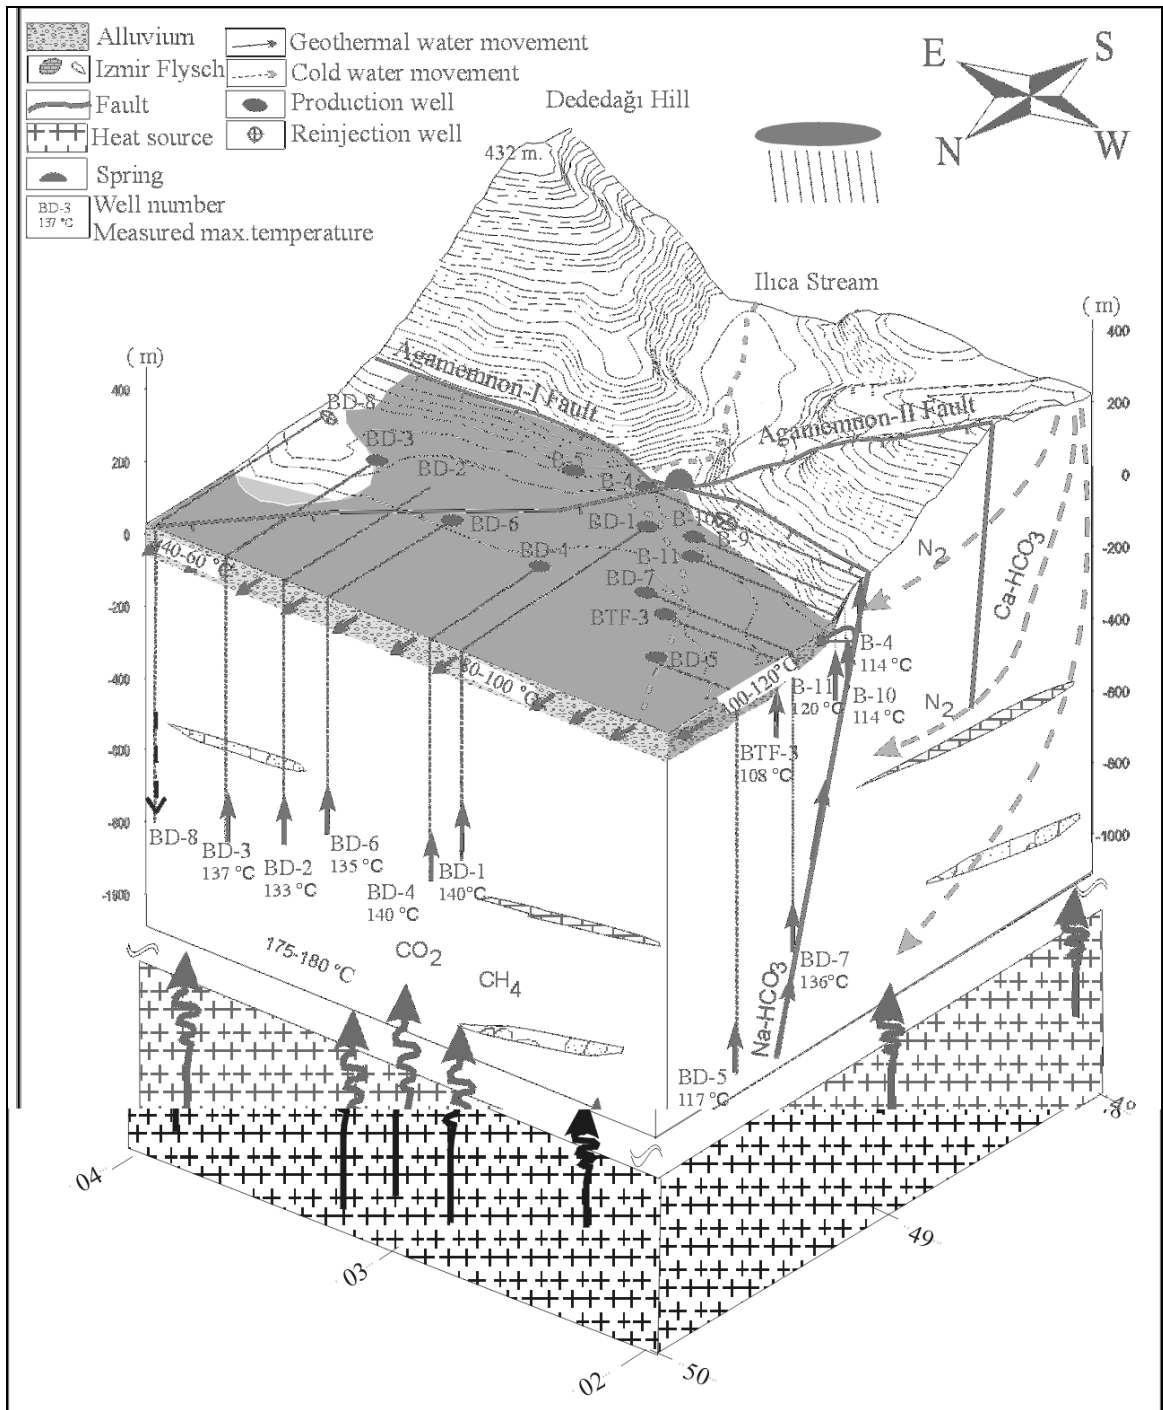 Alluvium
Izmir Flysch
Fault
Heat source
Spring
BD-3
137 °C
Well number
Measured max.temperature
Geothermal water movement
Cold water movement
Production well
Reinjection well
Dededağı Hill
432 m.
E
S
N
W
Ilıca Stream
( m)
400
200
0
-200
-400
-600
-800
-1000
( m)
400
200
0
-200
-400
-600
-800
-1000
Agamemnon-I Fault
Agamemnon-II Fault
BD-8
BD-3
BD-2
B-5
B-4
BD-6
BD-1
B-10
B-9
BD-4
B-11
BD-7
BTF-3
BD-5
40-60 °C
80-100 °C
100-120°C
N2
Ca-HCO3
N2
B-4
114 °C
B-11
120 °C
B-10
114 °C
BTF-3
108 °C
BD-8
BD-3
137 °C
BD-2
133 °C
BD-6
135 °C
BD-4
140 °C
BD-1
140°C
BD-7
136°C
Na-HCO3
BD-5
117 °C
175-180 °C
CO2
CH4
04
03
02
50
49